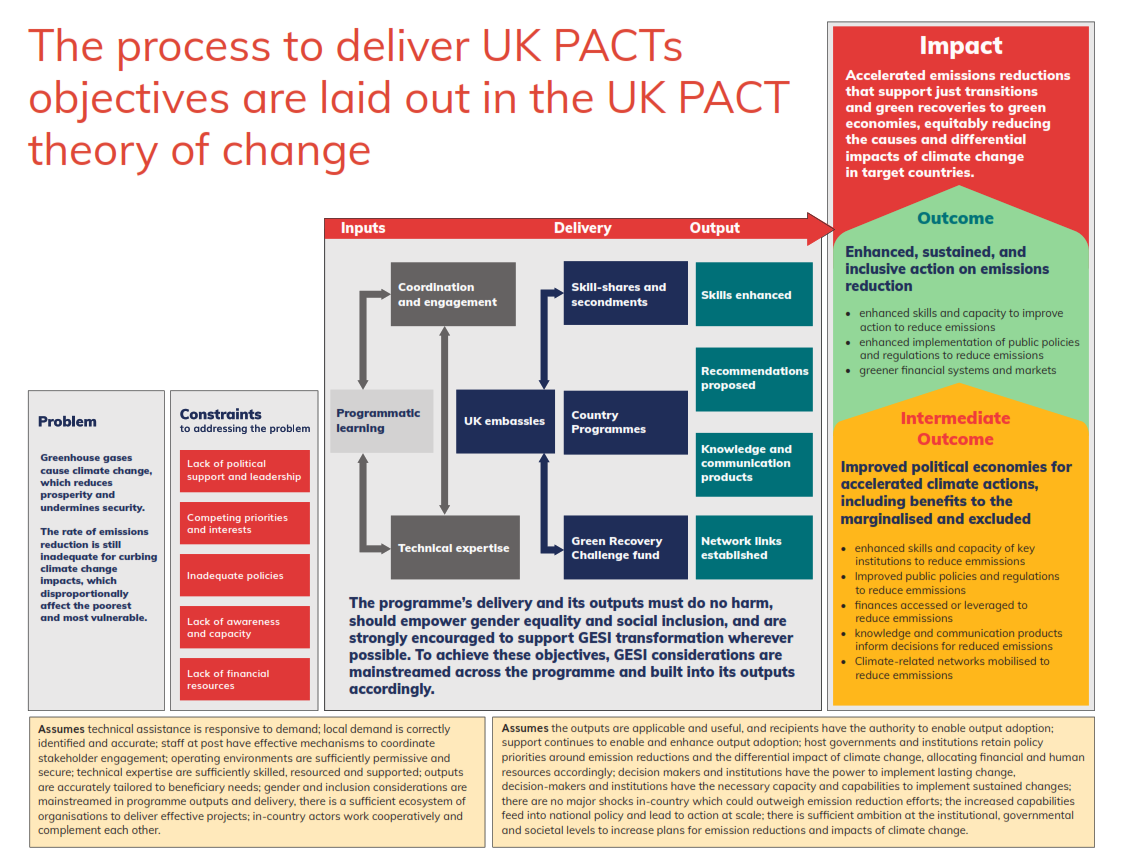 The process to deliver UK PACTs
objectives are laid out in the UK PACT
theory of change
Problem
Greenhouse gases
cause climate change,
which reduces
prosperity and
undermines security.
The rate of emissions
reduction is still
inadequate for curbing
climate change
impacts, which
disproportionally
affect the poorest
and most vulnerable.
Constraints
to addressing the problem
Lack of political
support and leadership
Competing priorities
and interests
Inadequate policies
Lack of awareness
and capacity
Lack of financial
resources
Inputs
Delivery
Output
Coordination
and engagement
Programmatic
learning
Technical expertise
UK embassies
Skill-shares and
secondments
Country
Programmes
Green Recovery
Challenge fund
Skills enhanced
Recommendations
proposed
Knowledge and
communication
products
Network links
established
The programme's delivery and its outputs must do no harm,
should empower gender equality and social inclusion, and are
strongly encouraged to support GESI transformation wherever
possible. To achieve these objectives, GESI considerations are
mainstreamed across the programme and built into its outputs
accordingly.
Impact
Accelerated emissions reductions
that support just transitions
and green recoveries to green
economies, equitably reducing
the causes and differential
impacts of climate change
in target countries.
Outcome
Enhanced, sustained, and
inclusive action on emissions
reduction
• enhanced skills and capacity to improve
action to reduce emissions
• enhanced implementation of public policies
and regulations to reduce emissions
• greener financial systems and markets
Intermediate
Outcome
Improved political economies for
accelerated climate actions,
including benefits to the
marginalised and excluded
• enhanced skills and capacity of key
institutions to reduce emmissions
• Improved public policies and regulations
to reduce emmissions
• finances accessed or leveraged to
reduce emmissions
• knowledge and communication products
inform decisions for reduced emissions
• Climate-related networks mobilised to
reduce emmissions
Assumes technical assistance is responsive to demand; local demand is correctly
identified and accurate; staff at post have effective mechanisms to coordinate
stakeholder engagement; operating environments are sufficiently permissive and
secure; technical expertise are sufficiently skilled, resourced and supported; outputs
are accurately tailored to beneficiary needs; gender and inclusion considerations are
mainstreamed in programme outputs and delivery, there is a sufficient ecosystem of
organisations to deliver effective projects; in-country actors work cooperatively and
complement each other.
Assumes the outputs are applicable and useful, and recipients have the authority to enable output adoption;
support continues to enable and enhance output adoption; host governments and institutions retain policy
priorities around emission reductions and the differential impact of climate change, allocating financial and human
resources accordingly; decision makers and institutions have the power to implement lasting change,
decision-makers and institutions have the necessary capacity and capabilities to implement sustained changes;
there are no major shocks in-country which could outweigh emission reduction efforts; the increased capabilities
feed into national policy and lead to action at scale; there is sufficient ambition at the institutional, governmental
and societal levels to increase plans for emission reductions and impacts of climate change.